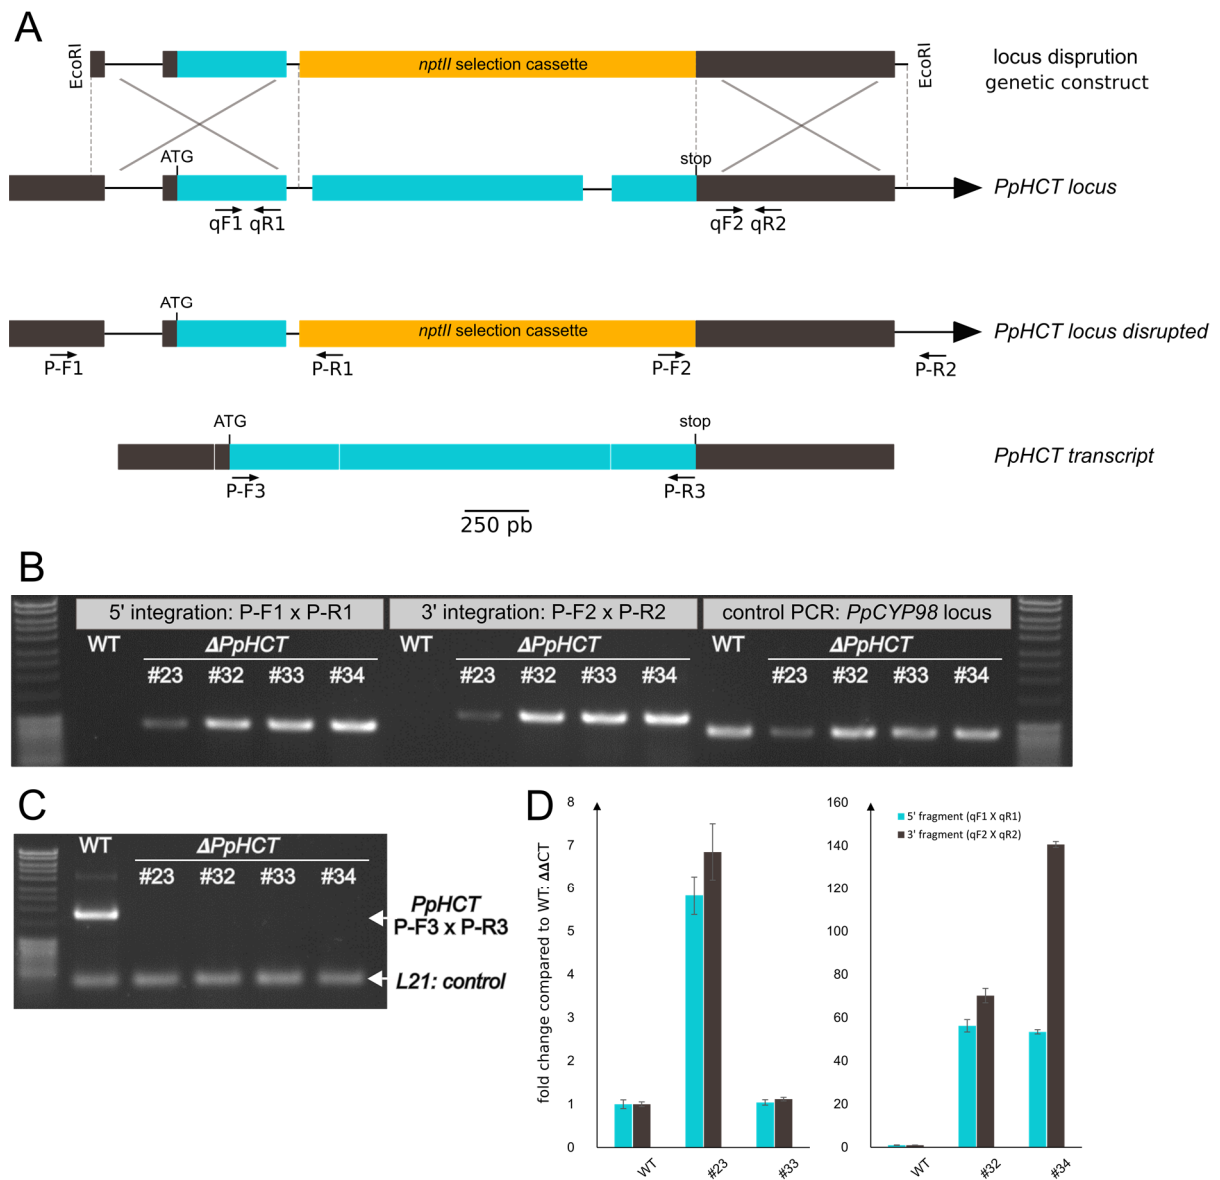 A
EcoRI
nptII selection cassette
EcoRI
locus disprution
genetic construct
ATG
stop
PpHCT locus
qF1 qR1
qF2 qR2
ATG
nptII selection cassette
PpHCT locus disrupted
P-F1
P-R1
P-F2
P-R2
ATG
stop
PpHCT transcript
P-F3
P-R3
250 pb
B
5' integration: P-F1 x P-R1
3' integration: P-F2 x P-R2
control PCR: PpCYP98 locus
WT
ΔPpHCT
#23 #32 #33 #34
WT
ΔPpHCT
#23 #32 #33 #34
WT
ΔPpHCT
#23 #32 #33 #34
C
WT
ΔPpHCT
#23 #32 #33 #34
PpHCT
P-F3 x P-R3
L21: control
D
fold change compared to WT: ΔΔCT
8
7
6
5
4
3
2
1
0
WT
#23
#33
160
140
120
100
80
60
40
20
0
5' fragment (qF1 X qR1)
3' fragment (qF2 X qR2)
WT
#32
#34